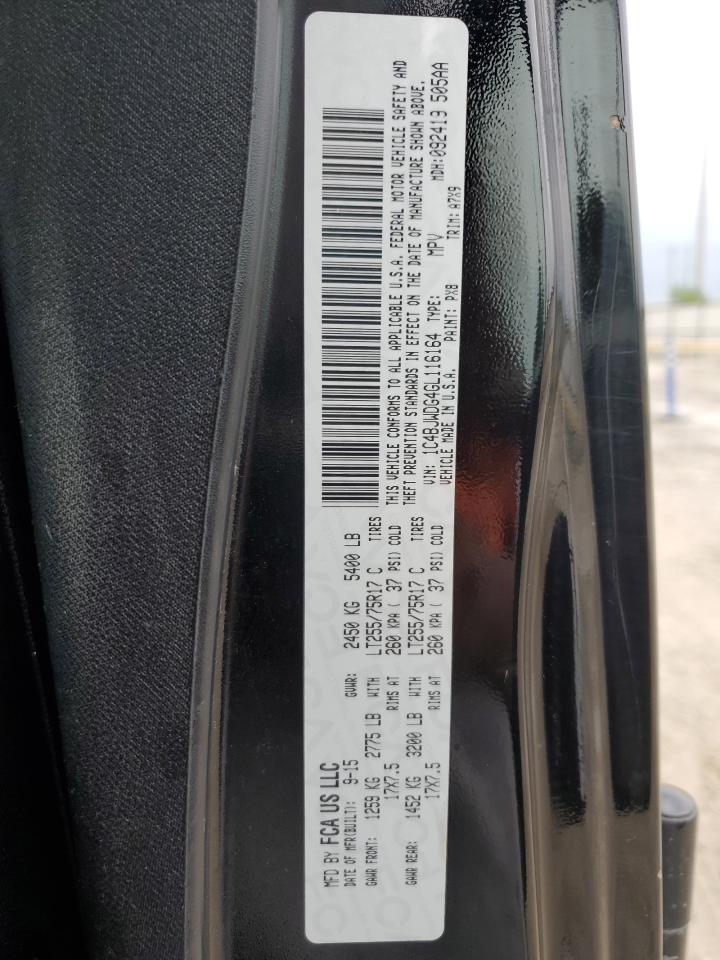 MFD BY FCA US LLC
DATE OF MFR(BUILT): 9-15 GVWR: 2450 KG 5400 LB
GAWR FRONT: 1259 KG 2775 LB WITH LT255/75R17 C TIRES
17X7.5 RIMS AT 260 KPA ( 37 PSI) COLD
GAWR REAR: 1452 KG 3200 LB WITH LT255/75R17 C TIRES
17X7.5 RIMS AT 260 KPA ( 37 PSI) COLD
THIS VEHICLE CONFORMS TO ALL APPLICABLE U.S.A. FEDERAL MOTOR VEHICLE SAFETY AND
THEFT PREVENTION STANDARDS IN EFFECT ON THE DATE OF MANUFACTURE SHOWN ABOVE.
VIN: 1C4BJWDG4GL116164 TYPE: MPV MDH: 092419 505AA
VEHICLE MADE IN U.S.A. PAINT: PX8 TRIM: A7X9